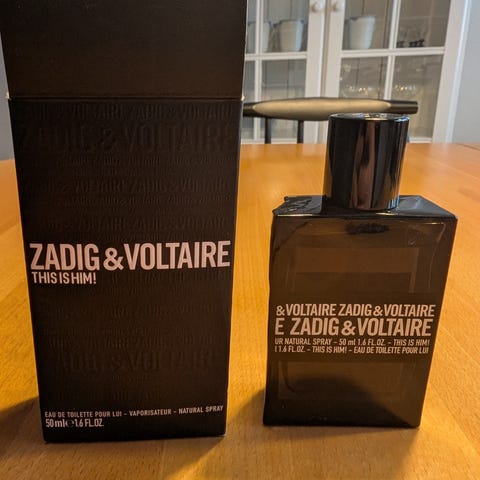 ZADIG & VOLTAIRE
THIS IS HIM!
EAU DE TOILETTE POUR LUI - VAPORISATEUR - NATURAL SPRAY
50 ml e 1.6 FL.OZ.
& VOLTAIRE ZADIG & VOLTAIRE
E ZADIG & VOLTAIRE
UR NATURAL SPRAY - 50 ml 1.6 FL.OZ. - THIS IS HIM!
1.6 FL.OZ. - THIS IS HIM! - EAU DE TOILETTE POUR LUI